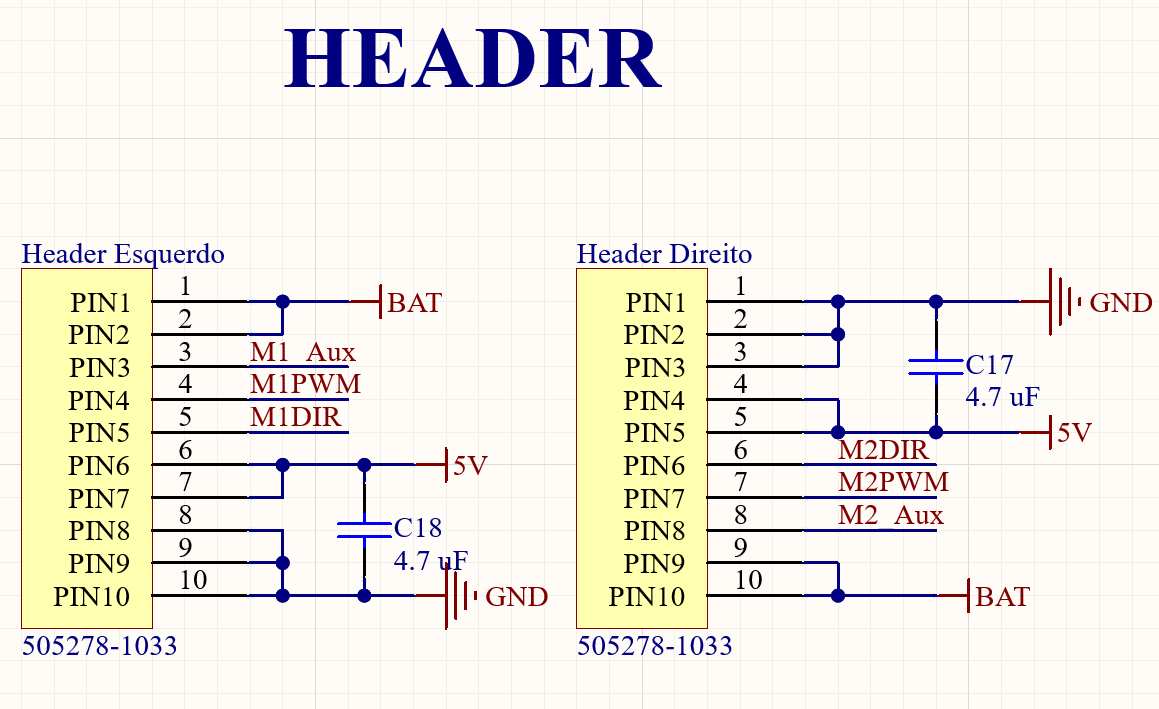 HEADER
Header Esquerdo
PIN1 1 BAT
PIN2 2
PIN3 3 M1_Aux
PIN4 4 M1PWM
PIN5 5 M1DIR
PIN6 6 5V
PIN7 7
PIN8 8
C18
4.7 uF
PIN9 9
PIN10 10 GND
505278-1033
Header Direito
PIN1 1 GND
PIN2 2
PIN3 3
C17
4.7 uF
PIN4 4
PIN5 5 5V
PIN6 6 M2DIR
PIN7 7 M2PWM
PIN8 8 M2_Aux
PIN9 9
PIN10 10 BAT
505278-1033